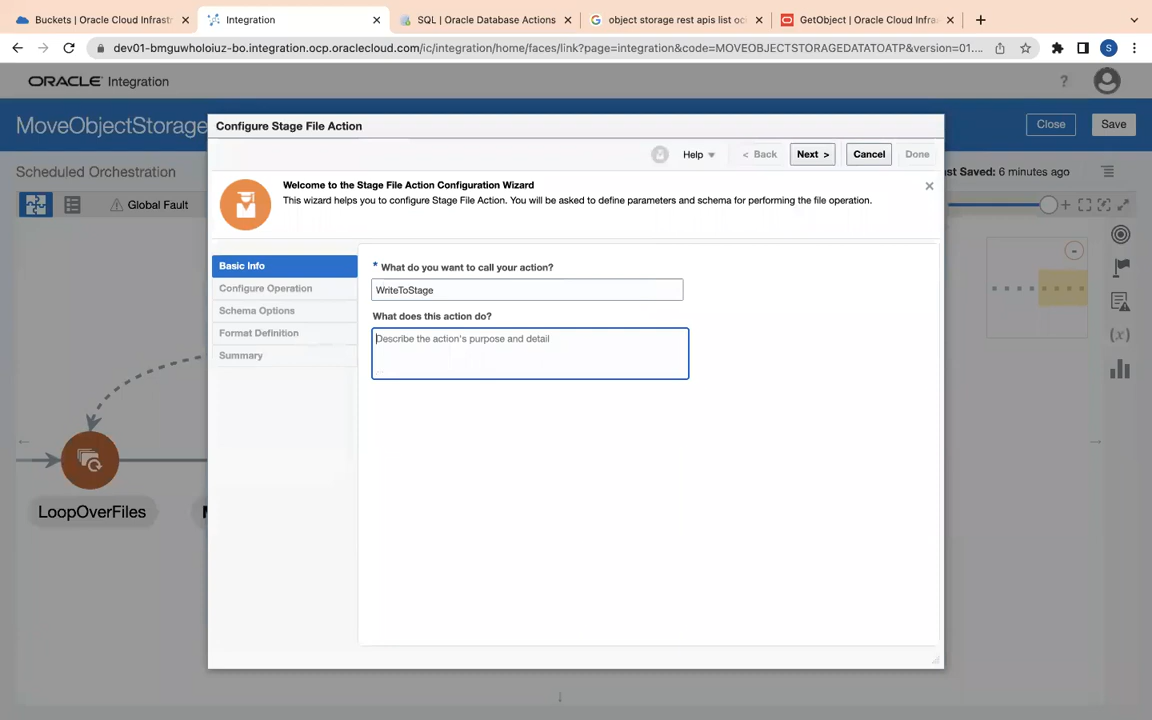 Buckets | Oracle Cloud Infrast
Integration
SQL | Oracle Database Actions
object storage rest apis list oc
GetObject | Oracle Cloud Infra
dev01-bmguwholoiuz-bo.integration.ocp.oraclecloud.com/ic/integration/home/faces/link?page=integration&code=MOVEOBJECTSTORAGEDATATOATP&version=01....
S
ORACLE Integration
?
MoveObjectStorage
Close
Save
Configure Stage File Action
Help
< Back
Next >
Cancel
Done
Scheduled Orchestration
st Saved: 6 minutes ago
Welcome to the Stage File Action Configuration Wizard
This wizard helps you to configure Stage File Action. You will be asked to define parameters and schema for performing the file operation.
Global Fault
Basic Info
Configure Operation
Schema Options
Format Definition
Summary
* What do you want to call your action?
WriteToStage
What does this action do?
Describe the action's purpose and detail
(x)
LoopOverFiles